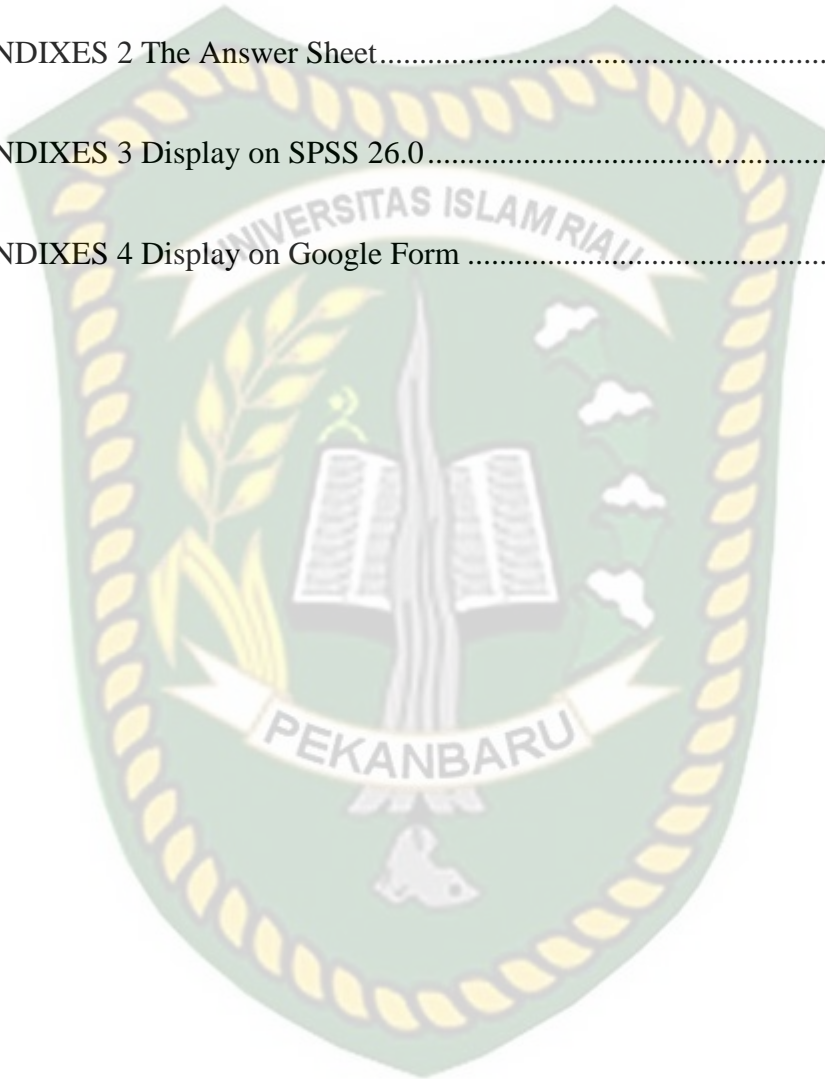 NDIXES 2 The Answer Sheet.......................................................
NDIXES 3 Display on SPSS 26.0.................................................
NDIXES 4 Display on Google Form ............................................
UNIVERSITAS ISLAM RIAU
PEKANBARU